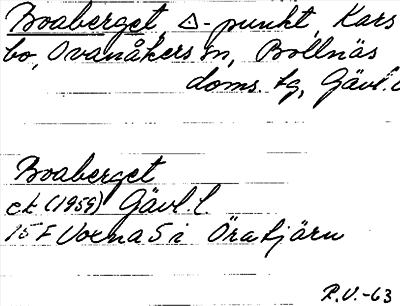 Boaberget, △-punkt, Kars
bo, Ovanåkers sn, Bollnäs
doms. tg, Gävl. l
Boaberget
ek (1959) Gävl. l.
15 F Voxna 5 i Öratjärn
R.V.-63